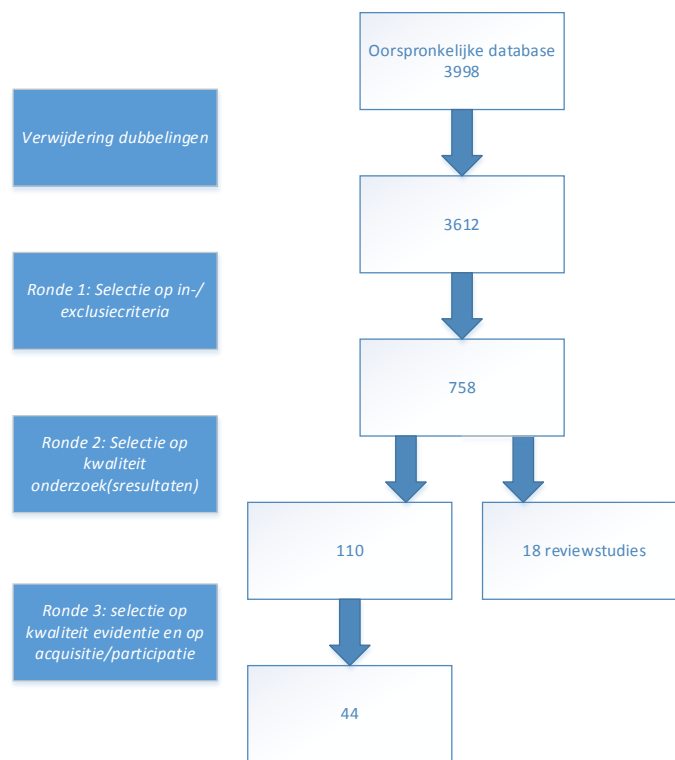 Oorspronkelijke database
3998
Verwijdering dubbelingen
3612
Ronde 1: Selectie op in-/
exclusiecriteria
758
Ronde 2: Selectie op
kwaliteit
onderzoek(sresultaten)
110
18 reviewstudies
Ronde 3: selectie op
kwaliteit evidentie en op
acquisitie/participatie
44